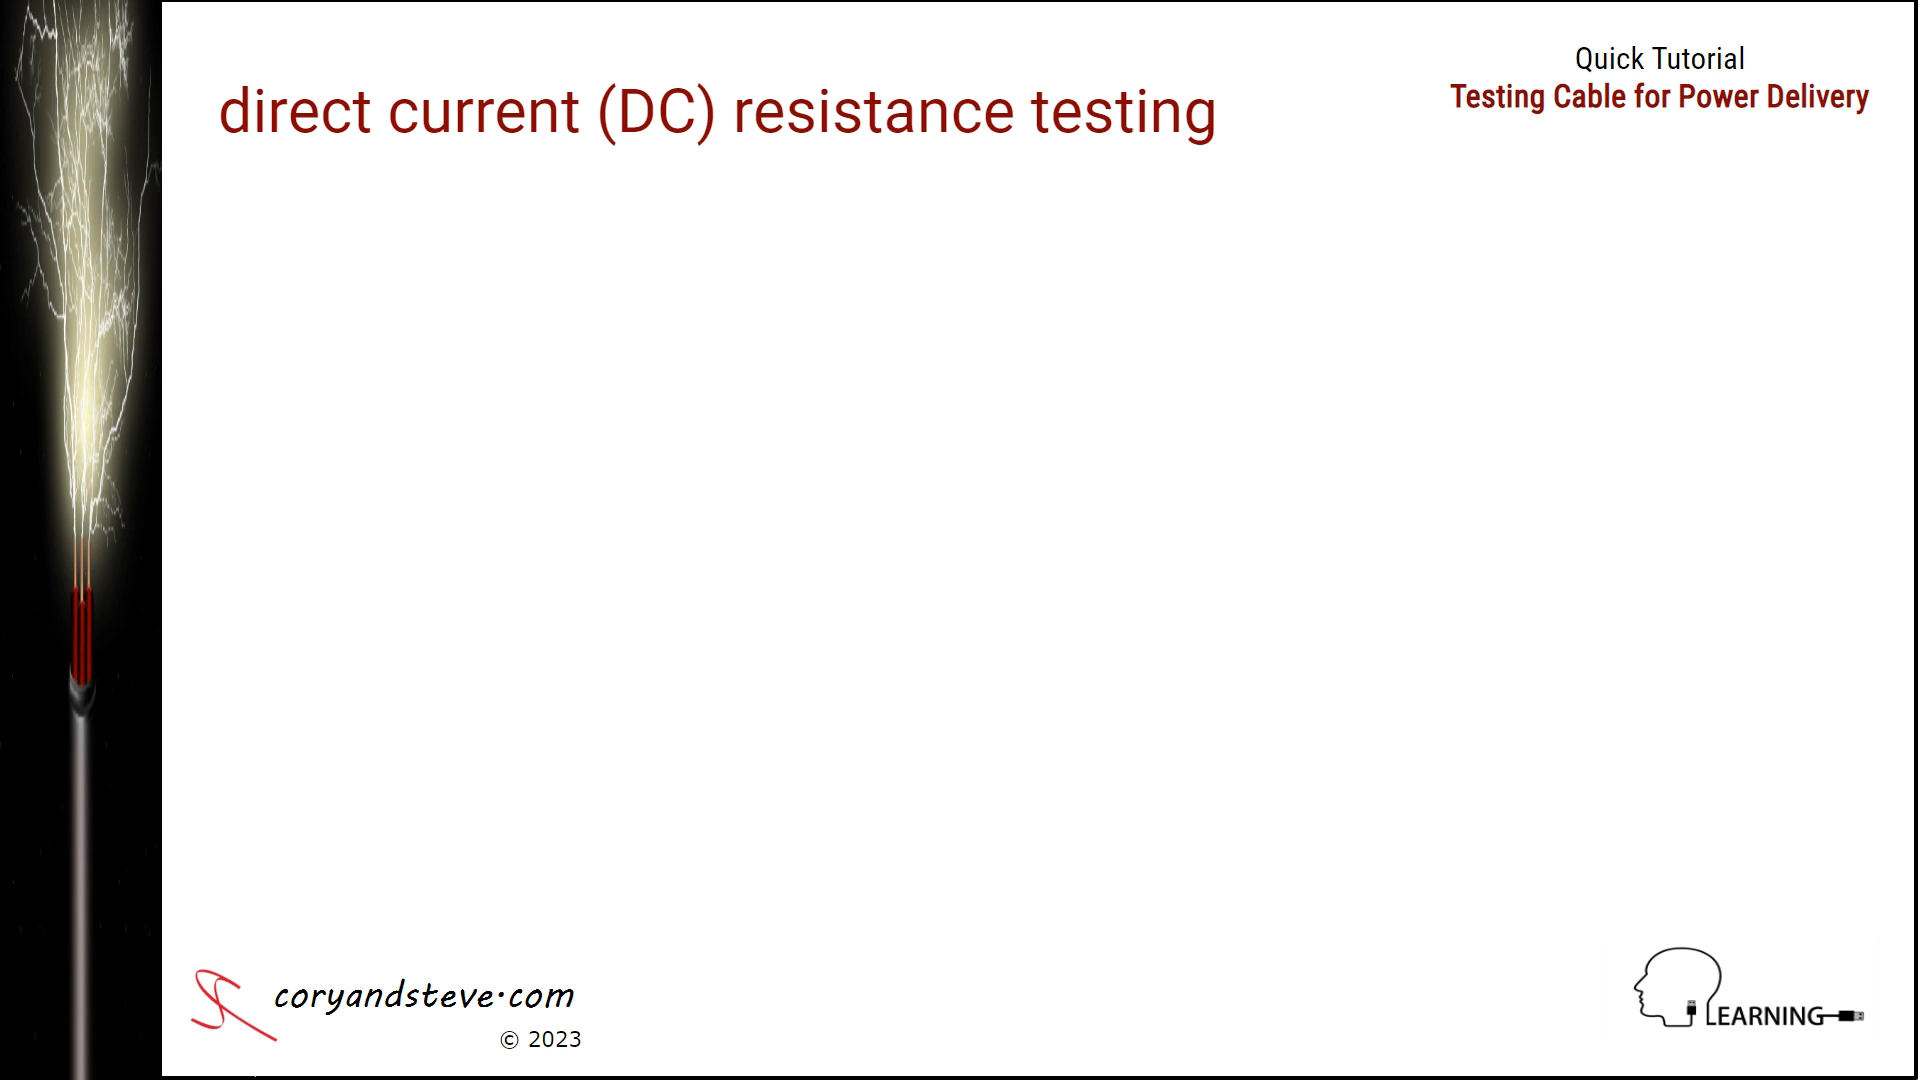 Quick Tutorial
Testing Cable for Power Delivery
direct current (DC) resistance testing
coryandsteve.com
© 2023
LEARNING